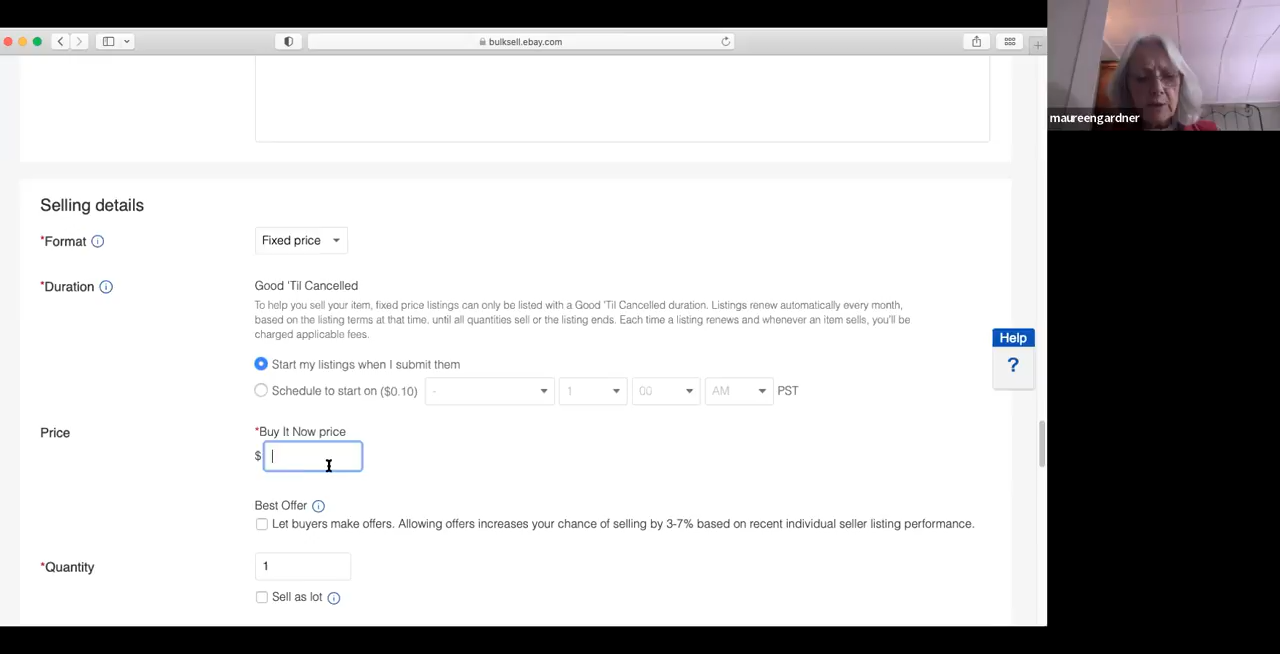 bulksell.ebay.com
maureengardner
Selling details
*Format
Fixed price
*Duration
Good 'Til Cancelled
To help you sell your item, fixed price listings can only be listed with a Good 'Til Cancelled duration. Listings renew automatically every month,
based on the listing terms at that time. until all quantities sell or the listing ends. Each time a listing renews and whenever an item sells, you'll be
charged applicable fees.
Help
?
Start my listings when I submit them
Schedule to start on ($0.10) - 1 00 AM PST
Price
*Buy It Now price
$
Best Offer
Let buyers make offers. Allowing offers increases your chance of selling by 3-7% based on recent individual seller listing performance.
*Quantity
1
Sell as lot